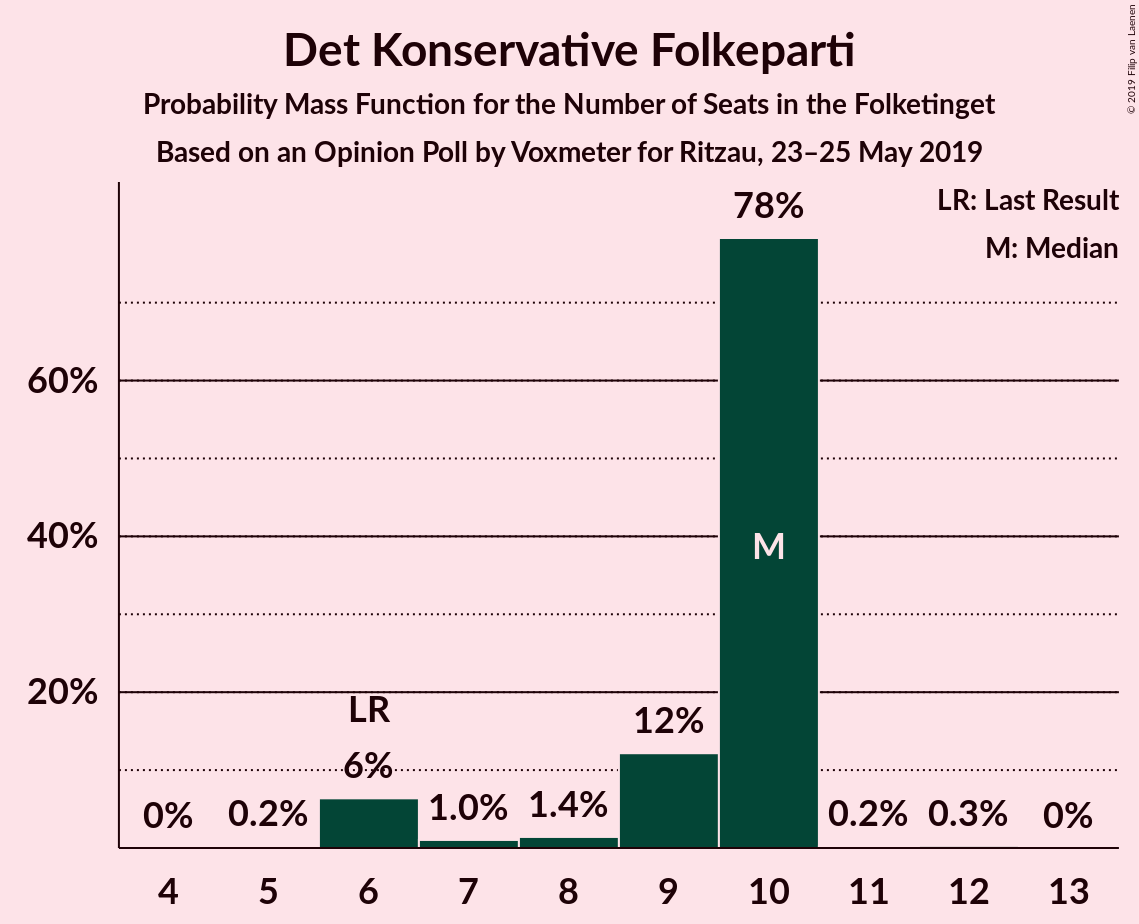 Det Konservative Folkeparti
Probability Mass Function for the Number of Seats in the Folketinget
Based on an Opinion Poll by Voxmeter for Ritzau, 23–25 May 2019
© 2019 Filip van Laenen
LR: Last Result
M: Median
78%
60%
40%
M
20%
LR
12%
6%
0%
0.2%
1.0%
1.4%
0.2%
0.3%
0%
4 5 6 7 8 9 10 11 12 13